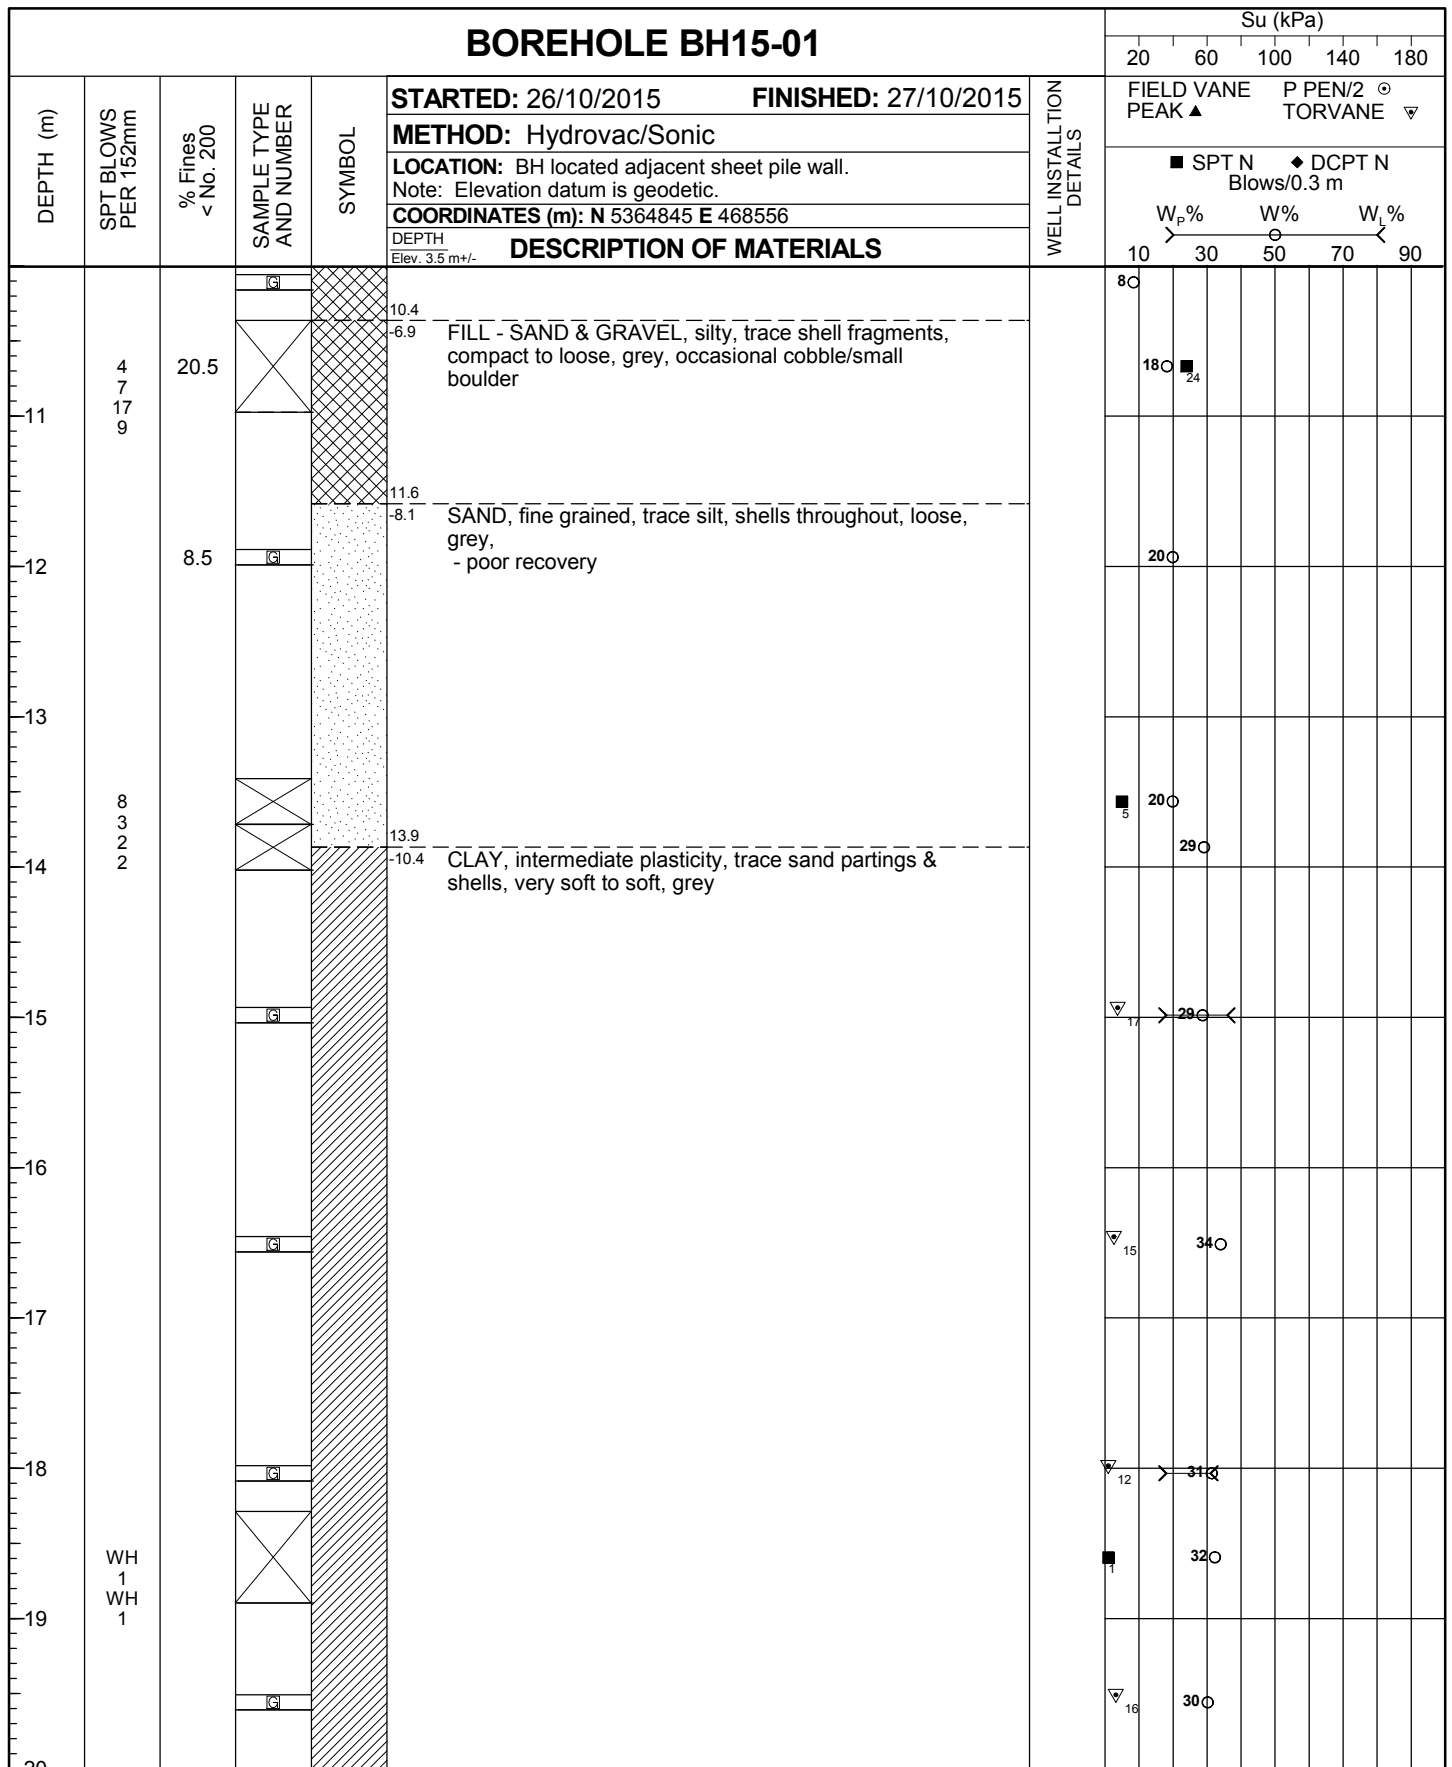 BOREHOLE BH15-01
Su (kPa)
20 60 100 140 180
DEPTH (m)
SPT BLOWS
PER 152mm
% Fines
< No. 200
SAMPLE TYPE
AND NUMBER
SYMBOL
STARTED: 26/10/2015 FINISHED: 27/10/2015
METHOD: Hydrovac/Sonic
LOCATION: BH located adjacent sheet pile wall.
Note: Elevation datum is geodetic.
COORDINATES (m): N 5364845 E 468556
DEPTH
Elev. 3.5 m+/-
DESCRIPTION OF MATERIALS
WELL INSTALLTION
DETAILS
FIELD VANE P PEN/2
PEAK TORVANE
SPT N DCPT N
Blows/0.3 m
WP% W% WL%
10 30 50 70 90
G
8
10.4
-6.9 FILL - SAND & GRAVEL, silty, trace shell fragments,
compact to loose, grey, occasional cobble/small
boulder
4
7
17
9
20.5
18
24
11
11.6
-8.1 SAND, fine grained, trace silt, shells throughout, loose,
grey,
- poor recovery
8.5
G
20
12
13
8
3
2
2
5
20
13.9
-10.4 CLAY, intermediate plasticity, trace sand partings &
shells, very soft to soft, grey
29
14
15
G
17
29
16
G
15
34
17
18
G
12
31
WH
1
WH
1
1
32
19
G
16
30